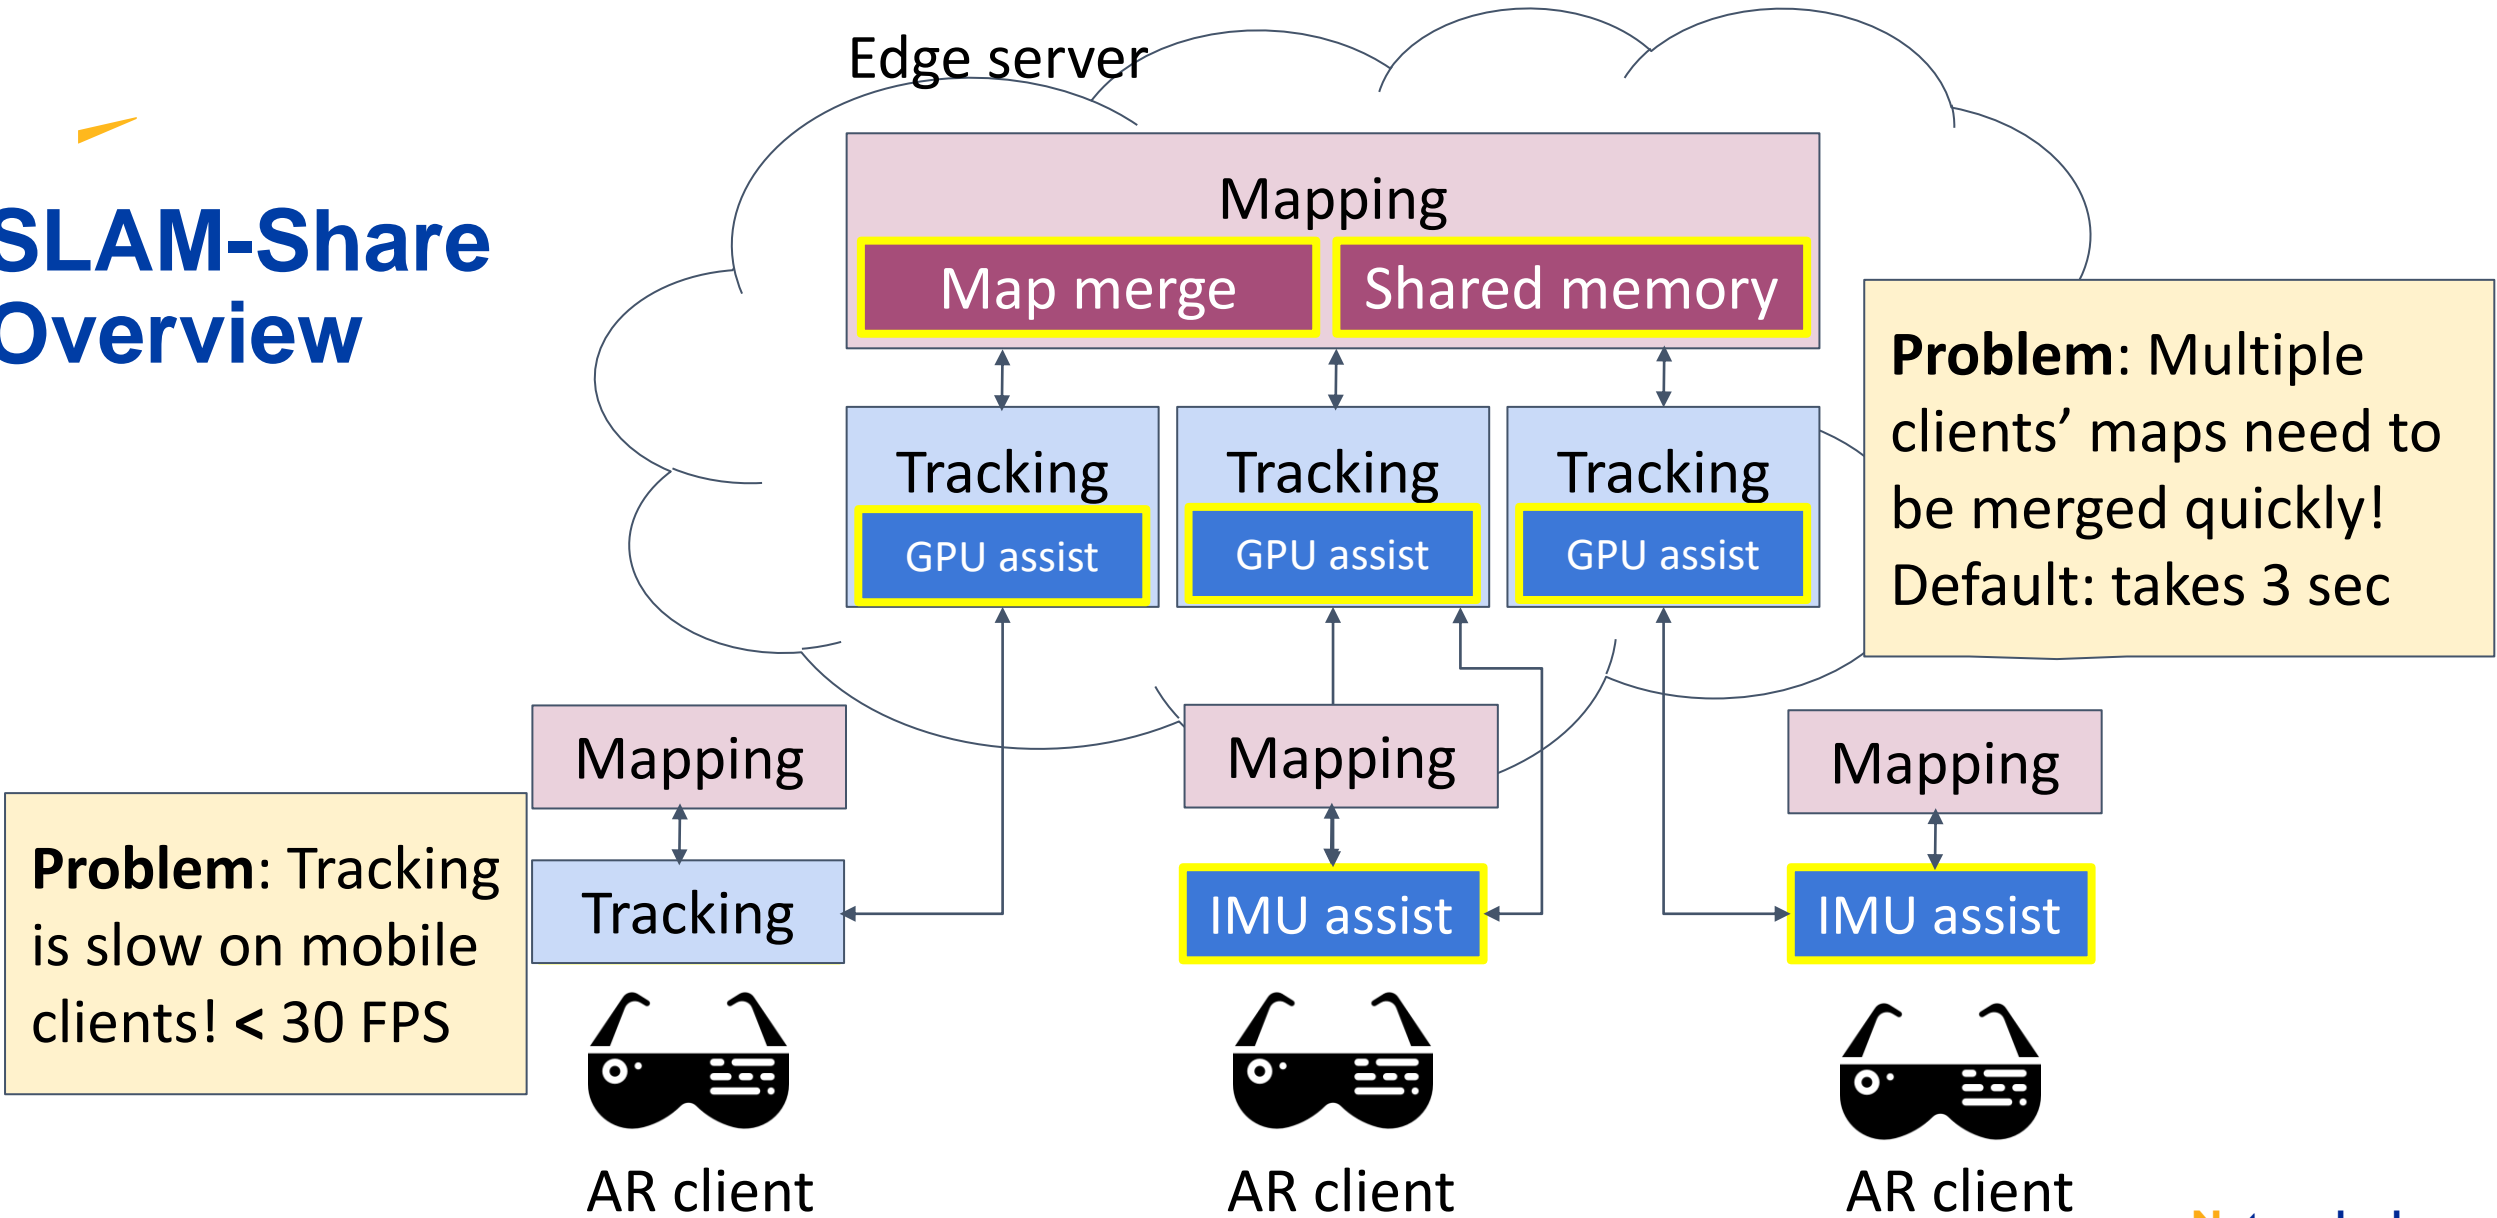 Edge server
SLAM-Share
Overview
Mapping
Map merge
Shared memory
Problem: Multiple
clients’ maps need to
be merged quickly!
Default: takes 3 sec
Tracking
Tracking
Tracking
GPU assist
GPU assist
GPU assist
Mapping
Mapping
Mapping
Problem: Tracking
is slow on mobile
clients! < 30 FPS
Tracking
IMU assist
IMU assist
AR client
AR client
AR client